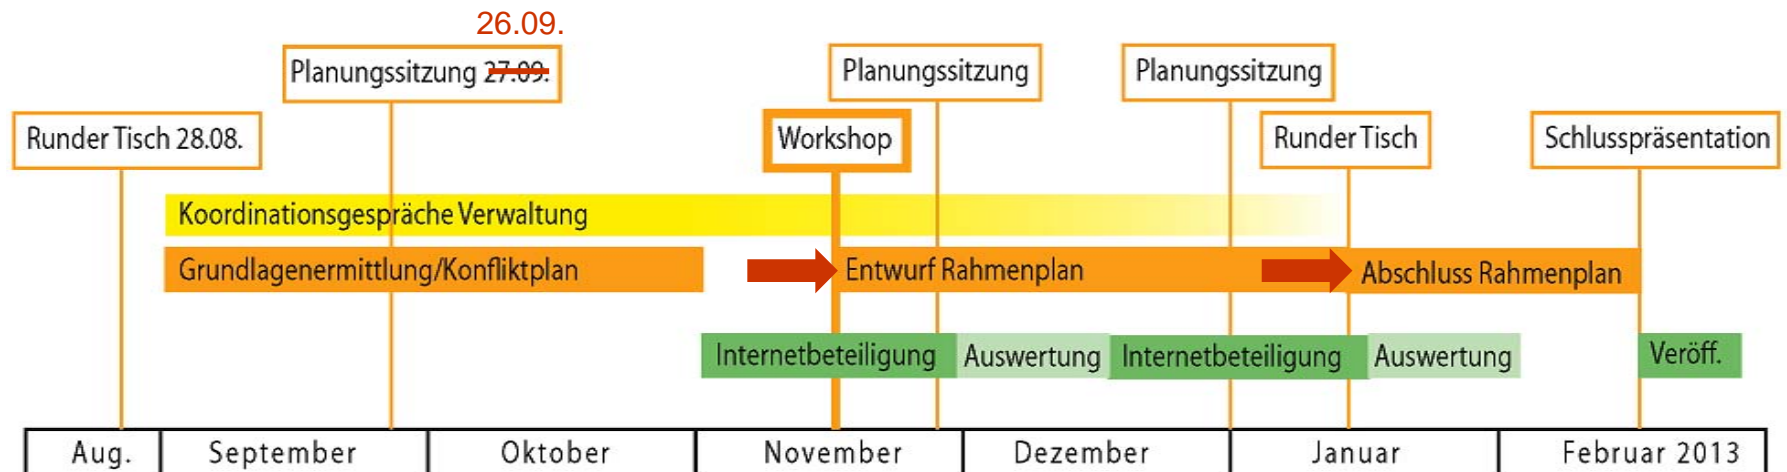 26.09.
Planungssitzung 27.09.
Planungssitzung
Planungssitzung
Runder Tisch 28.08.
Workshop
Runder Tisch
Schlusspräsentation
Koordinationsgespräche Verwaltung
Grundlagenermittlung/Konfliktplan
Entwurf Rahmenplan
Abschluss Rahmenplan
Internetbeteiligung
Auswertung
Internetbeteiligung
Auswertung
Veröff.
Aug.
September
Oktober
November
Dezember
Januar
Februar 2013